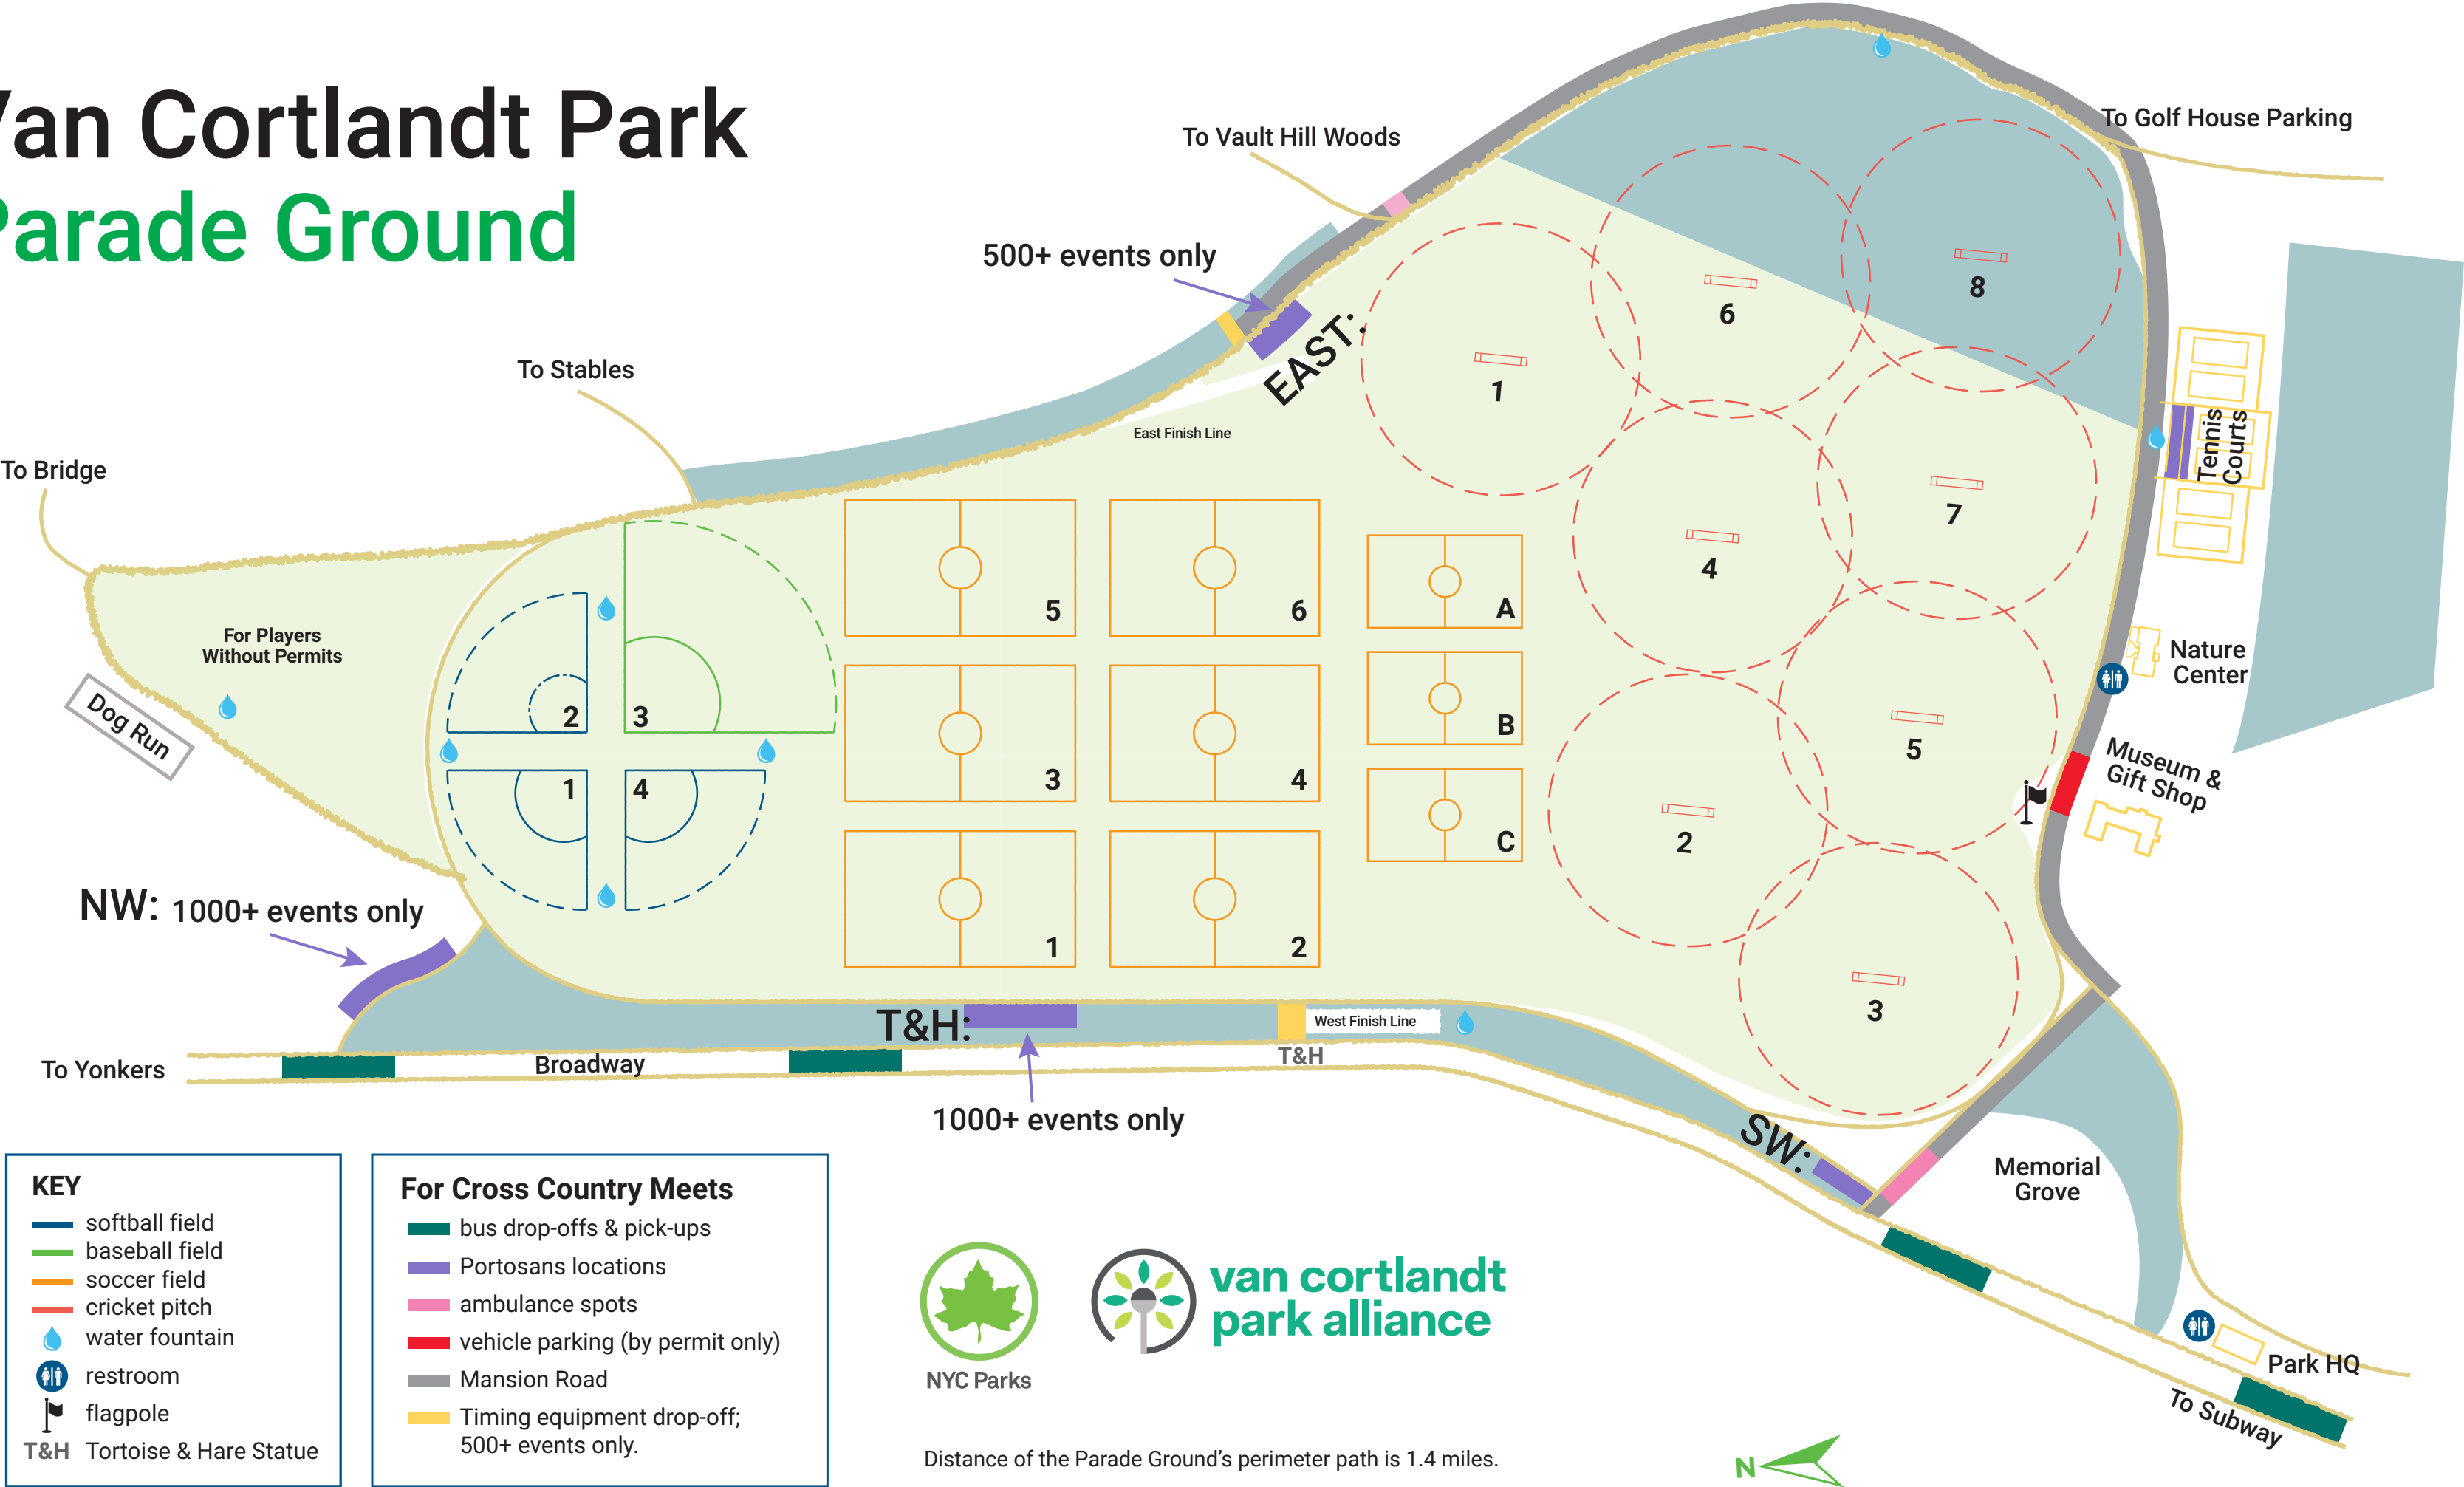 Van Cortlandt Park
Parade Ground
To Vault Hill Woods
To Golf House Parking
500+ events only
EAST:
To Stables
East Finish Line
To Bridge
For Players
Without Permits
Dog Run
2
3
1
4
5
6
3
4
1
2
A
B
C
1
6
8
4
7
5
2
3
Tennis
Courts
Nature
Center
Museum &
Gift Shop
NW: 1000+ events only
T&H:
West Finish Line
T&H
To Yonkers
Broadway
1000+ events only
SW:
Memorial
Grove
Park HQ
To Subway
KEY
softball field
baseball field
soccer field
cricket pitch
water fountain
restroom
flagpole
T&H Tortoise & Hare Statue
For Cross Country Meets
bus drop-offs & pick-ups
Portosans locations
ambulance spots
vehicle parking (by permit only)
Mansion Road
Timing equipment drop-off;
500+ events only.
NYC Parks
van cortlandt
park alliance
Distance of the Parade Ground's perimeter path is 1.4 miles.
N